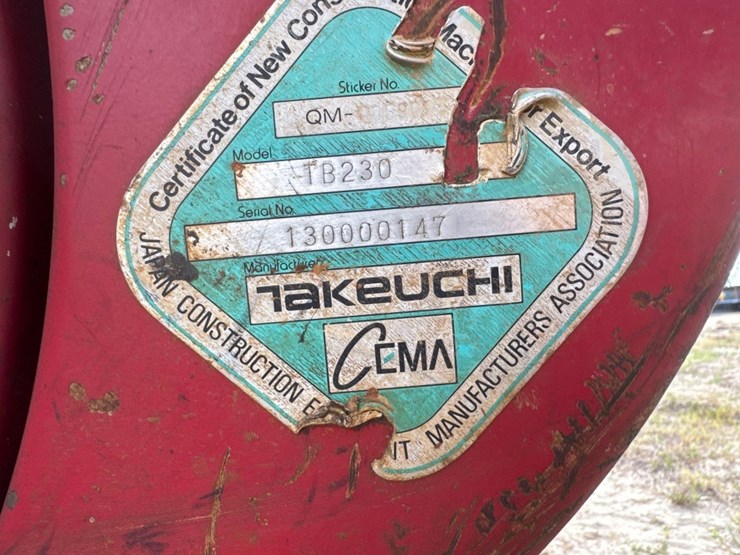 Certificate of New Cons
Mac
r Export
Sticker No.
QM-
Model
TB230
Serial No.
130000147
Manufacturer
TAKEUCHI
CEMA
JAPAN CONSTRUCTION E
T MANUFACTURERS ASSOCIATION